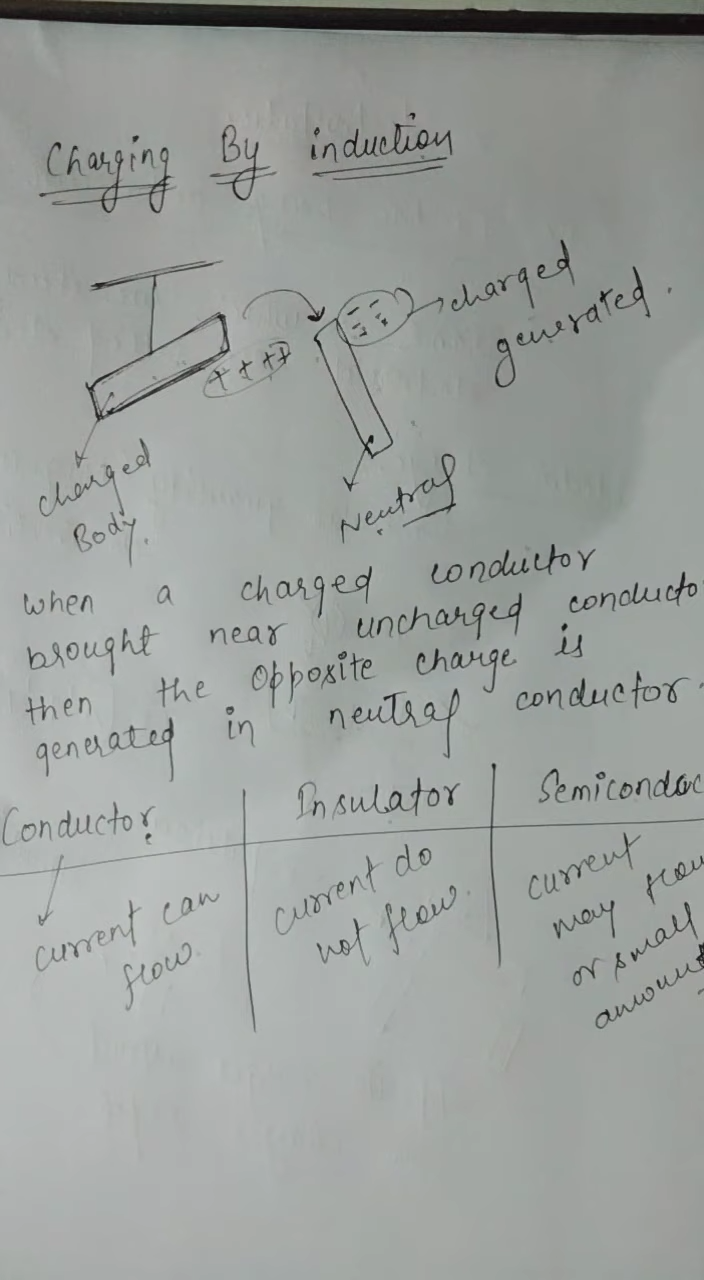 Charging By induction
+ + + +
charged
generated.
charged
Body.
Neutral
when a charged conductor
brought near uncharged conducto
then the opposite charge is
generated in neutral conductor.
Conductor. Insulator Semiconduc
current can
flow.
current do
not flow.
current
may flow
or small
amount